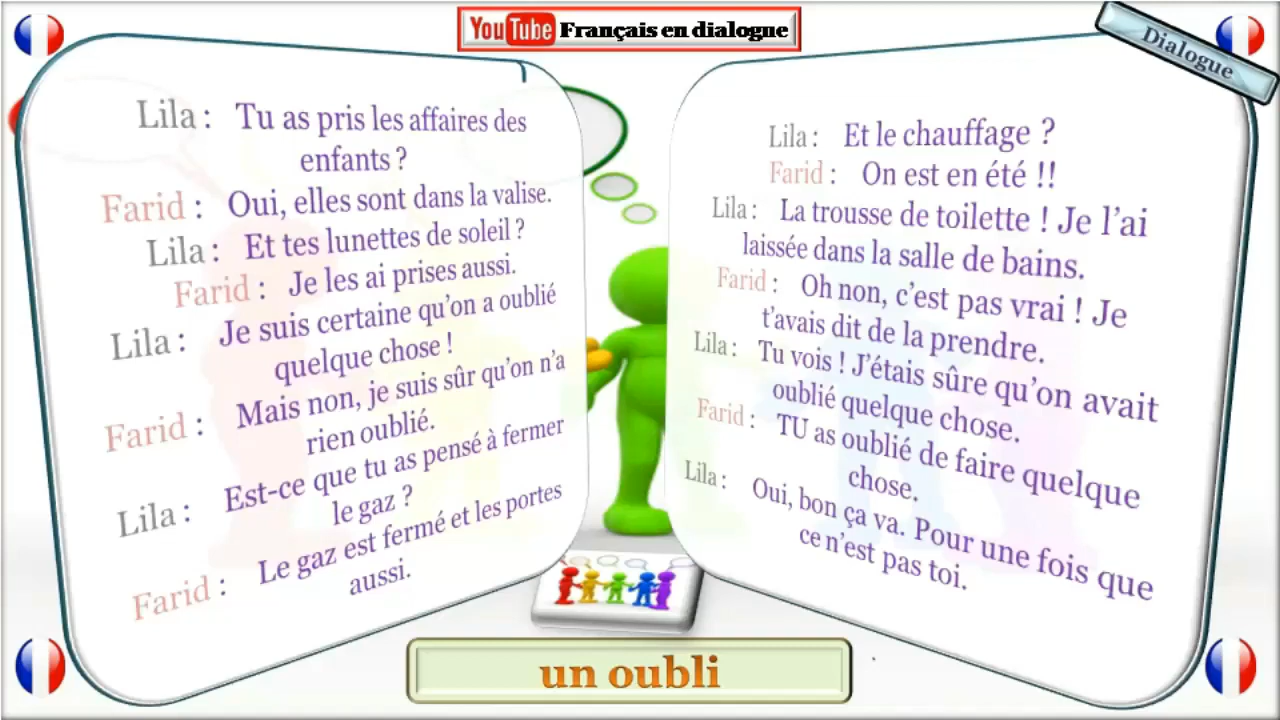 YouTube Français en dialogue
Dialogue
Lila : Tu as pris les affaires des
enfants ?
Farid : Oui, elles sont dans la valise.
Lila : Et tes lunettes de soleil ?
Farid : Je les ai prises aussi.
Lila : Je suis certaine qu'on a oublié
quelque chose !
Farid : Mais non, je suis sûr qu'on n'a
rien oublié.
Lila : Est-ce que tu as pensé à fermer
le gaz ?
Farid : Le gaz est fermé et les portes
aussi.
Lila : Et le chauffage ?
Farid : On est en été !!
Lila : La trousse de toilette ! Je l'ai
laissée dans la salle de bains.
Farid : Oh non, c'est pas vrai ! Je
t'avais dit de la prendre.
Lila : Tu vois ! J'étais sûre qu'on avait
oublié quelque chose.
Farid : TU as oublié de faire quelque
chose.
Lila : Oui, bon ça va. Pour une fois que
ce n'est pas toi.
un oubli